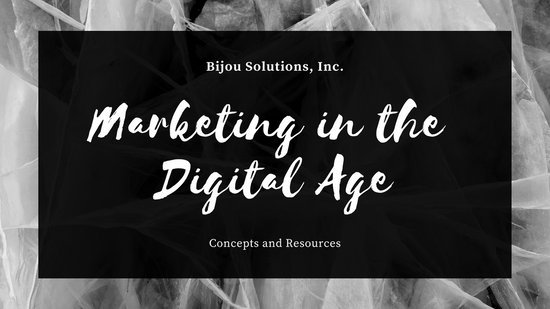 Bijou Solutions, Inc.
Marketing in the
Digital Age
Concepts and Resources